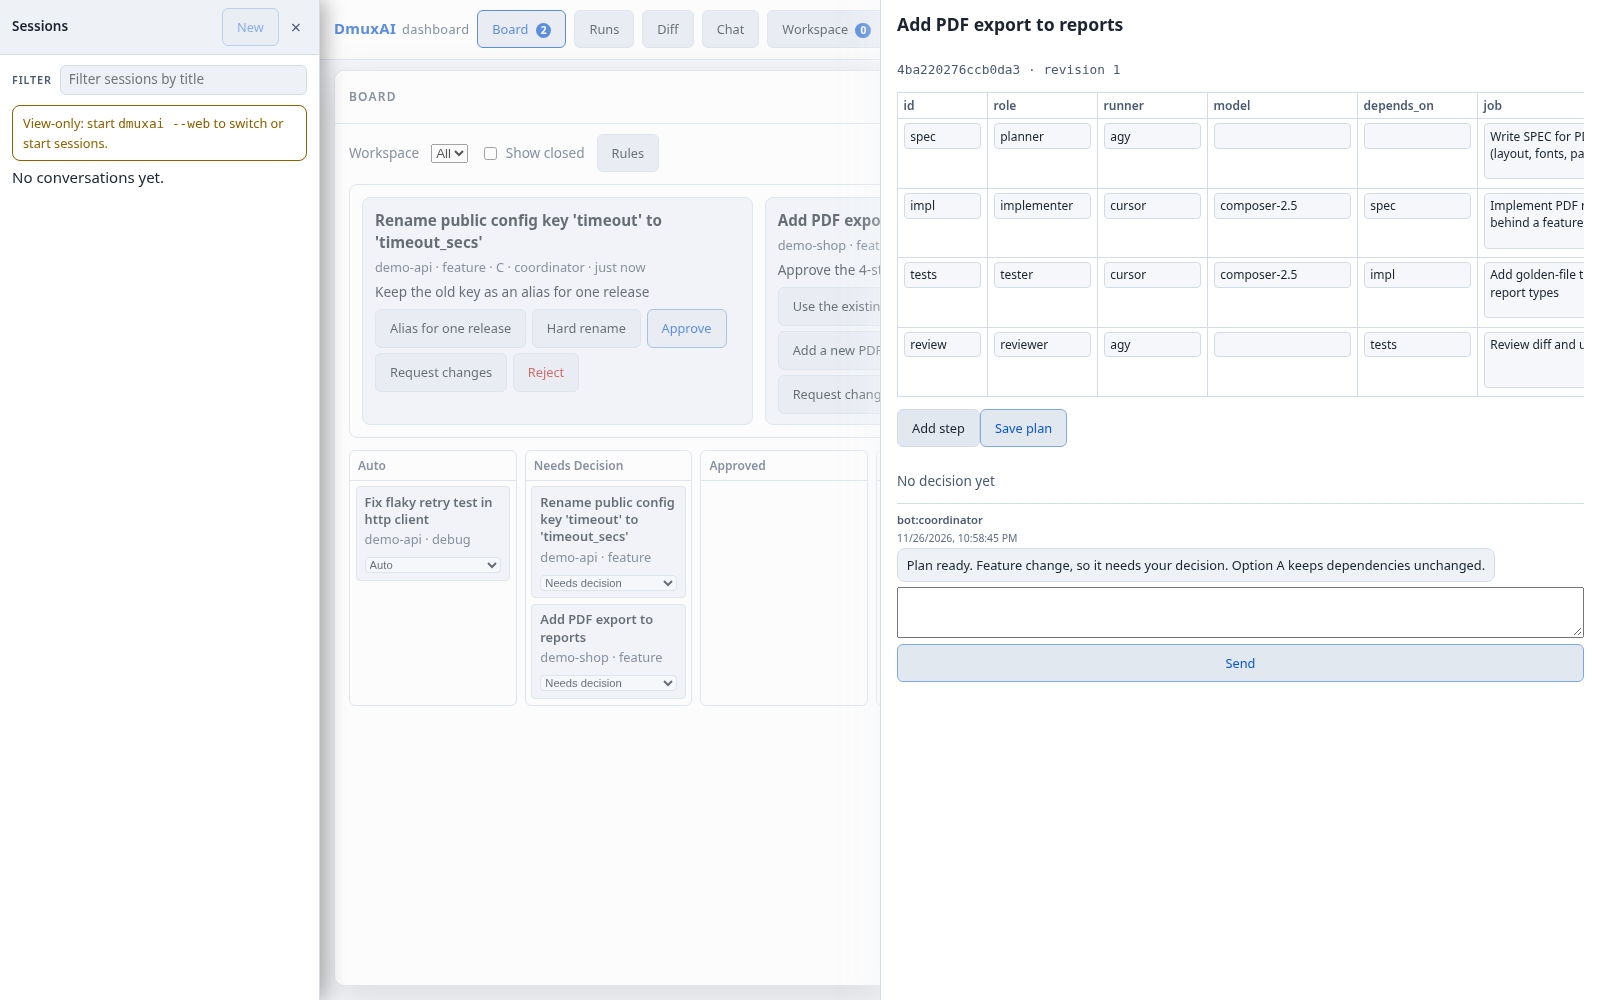 Sessions
New
×
FILTER
Filter sessions by title
View-only: start dmuxai --web to switch or
start sessions.
No conversations yet.
DmuxAI dashboard
Board 2
Runs
Diff
Chat
Workspace 0
BOARD
Workspace
All
Show closed
Rules
Rename public config key 'timeout' to
'timeout_secs'
demo-api · feature · C · coordinator · just now
Keep the old key as an alias for one release
Alias for one release
Hard rename
Approve
Request changes
Reject
Add PDF expo
demo-shop · feat
Approve the 4-st
Use the existin
Add a new PDF
Request chang
Auto
Fix flaky retry test in
http client
demo-api · debug
Auto
Needs Decision
Rename public config
key 'timeout' to
'timeout_secs'
demo-api · feature
Needs decision
Add PDF export to
reports
demo-shop · feature
Needs decision
Approved
Add PDF export to reports
4ba220276ccb0da3 · revision 1
id role runner model depends_on job
spec planner agy Write SPEC for
(layout, fonts, pa
impl implementer cursor composer-2.5 spec Implement PDF
behind a feature
tests tester cursor composer-2.5 impl Add golden-file t
report types
review reviewer agy tests Review diff and u
Add step
Save plan
No decision yet
bot:coordinator
11/26/2026, 10:58:45 PM
Plan ready. Feature change, so it needs your decision. Option A keeps dependencies unchanged.
Send